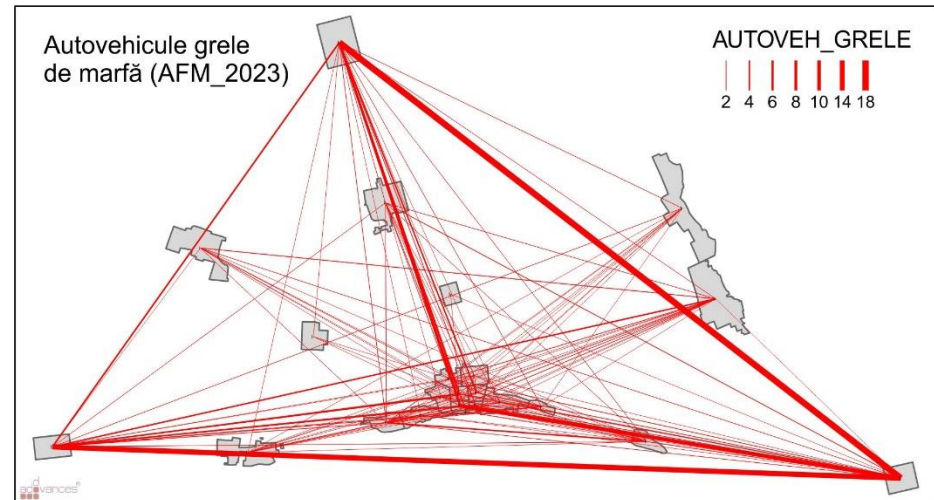 Autovehicule grele
de marfă (AFM_2023)
AUTOVEH_GRELE
2 4 6 8 10 14 18
advances